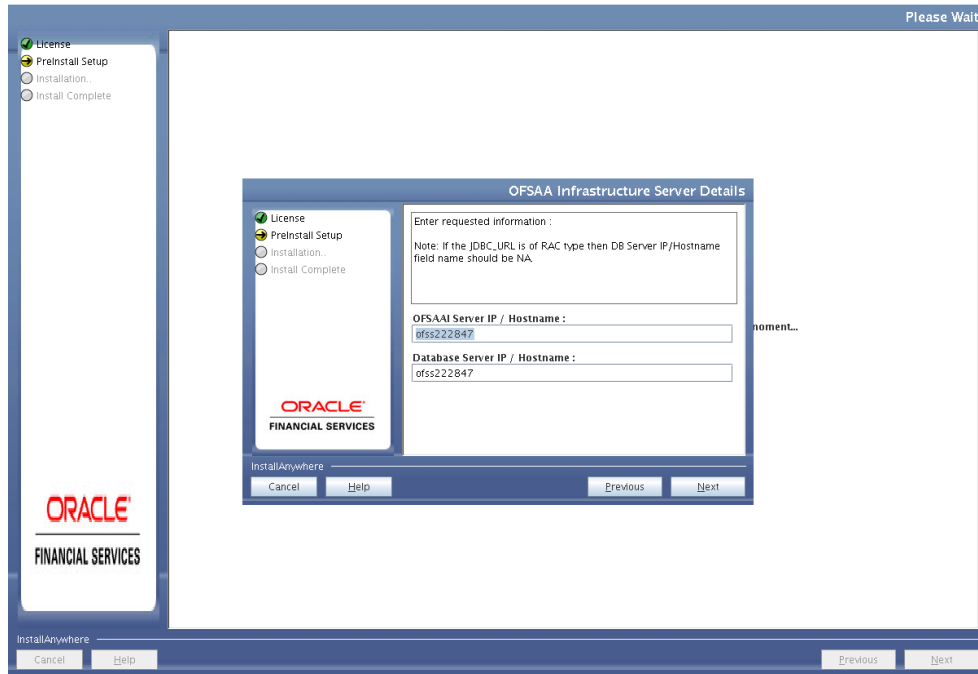 Please Wait
License
PreInstall Setup
Installation..
Install Complete
OFSAA Infrastructure Server Details
License
PreInstall Setup
Installation..
Install Complete
Enter requested information :
Note: If the JDBC_URL is of RAC type then DB Server IP/Hostname
field name should be NA.
OFSAAI Server IP / Hostname :
ofss222847
moment...
Database Server IP / Hostname :
ofss222847
ORACLE
FINANCIAL SERVICES
InstallAnywhere
Cancel Help Previous Next
ORACLE
FINANCIAL SERVICES
InstallAnywhere
Cancel Help Previous Next